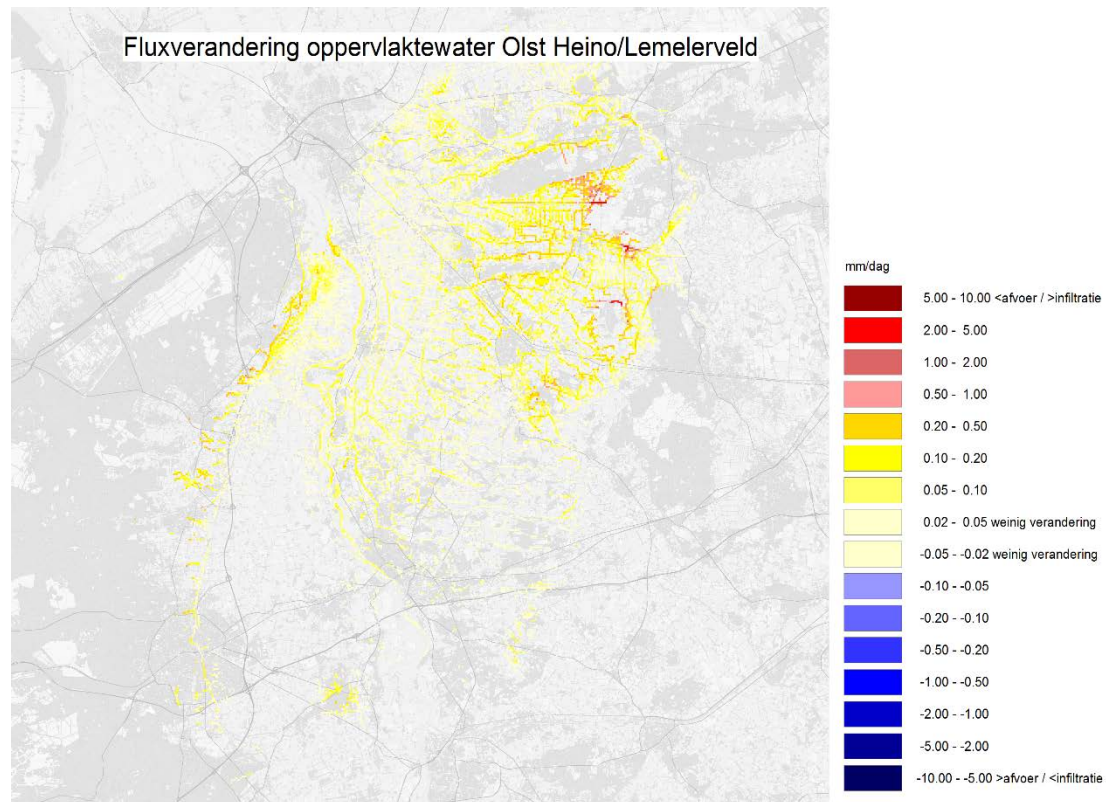 Fluxverandering oppervlaktewater Olst Heino/Lemelerveld
mm/dag
5.00 - 10.00 <afvoer / >infiltratie
2.00 - 5.00
1.00 - 2.00
0.50 - 1.00
0.20 - 0.50
0.10 - 0.20
0.05 - 0.10
0.02 - 0.05 weinig verandering
-0.05 - -0.02 weinig verandering
-0.10 - -0.05
-0.20 - -0.10
-0.50 - -0.20
-1.00 - -0.50
-2.00 - -1.00
-5.00 - -2.00
-10.00 - -5.00 >afvoer / <infiltratie